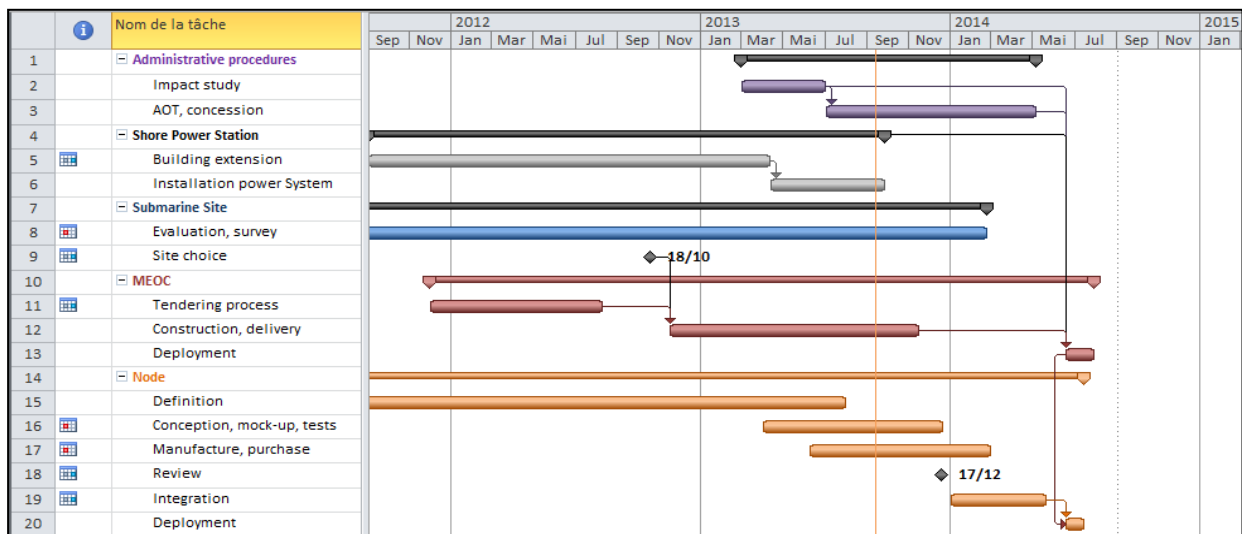 Nom de la tâche
2012 2013 2014 2015
Sep Nov Jan Mar Mai Jul Sep Nov Jan Mar Mai Jul Sep Nov Jan Mar Mai Jul Sep Nov Jan
1 Administrative procedures
2 Impact study
3 AOT, concession
4 Shore Power Station
5 Building extension
6 Installation power System
7 Submarine Site
8 Evaluation, survey
9 Site choice 18/10
10 MEOC
11 Tendering process
12 Construction, delivery
13 Deployment
14 Node
15 Definition
16 Conception, mock-up, tests
17 Manufacture, purchase
18 Review 17/12
19 Integration
20 Deployment